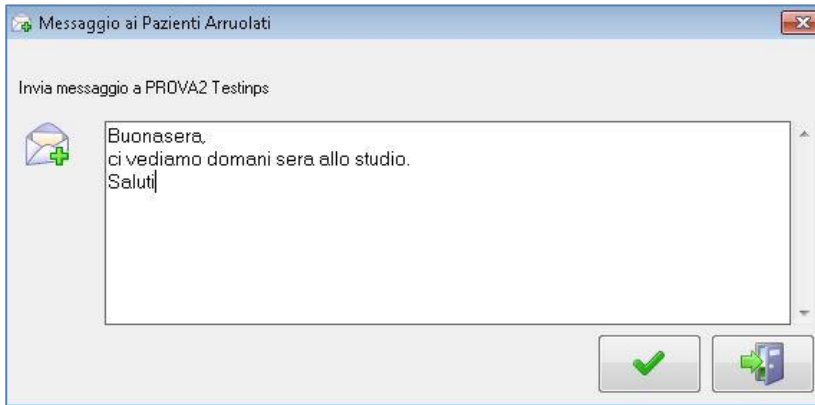 Messaggio ai Pazienti Arruolati
Invia messaggio a PROVA2 Testinps
Buonasera,
ci vediamo domani sera allo studio.
Saluti